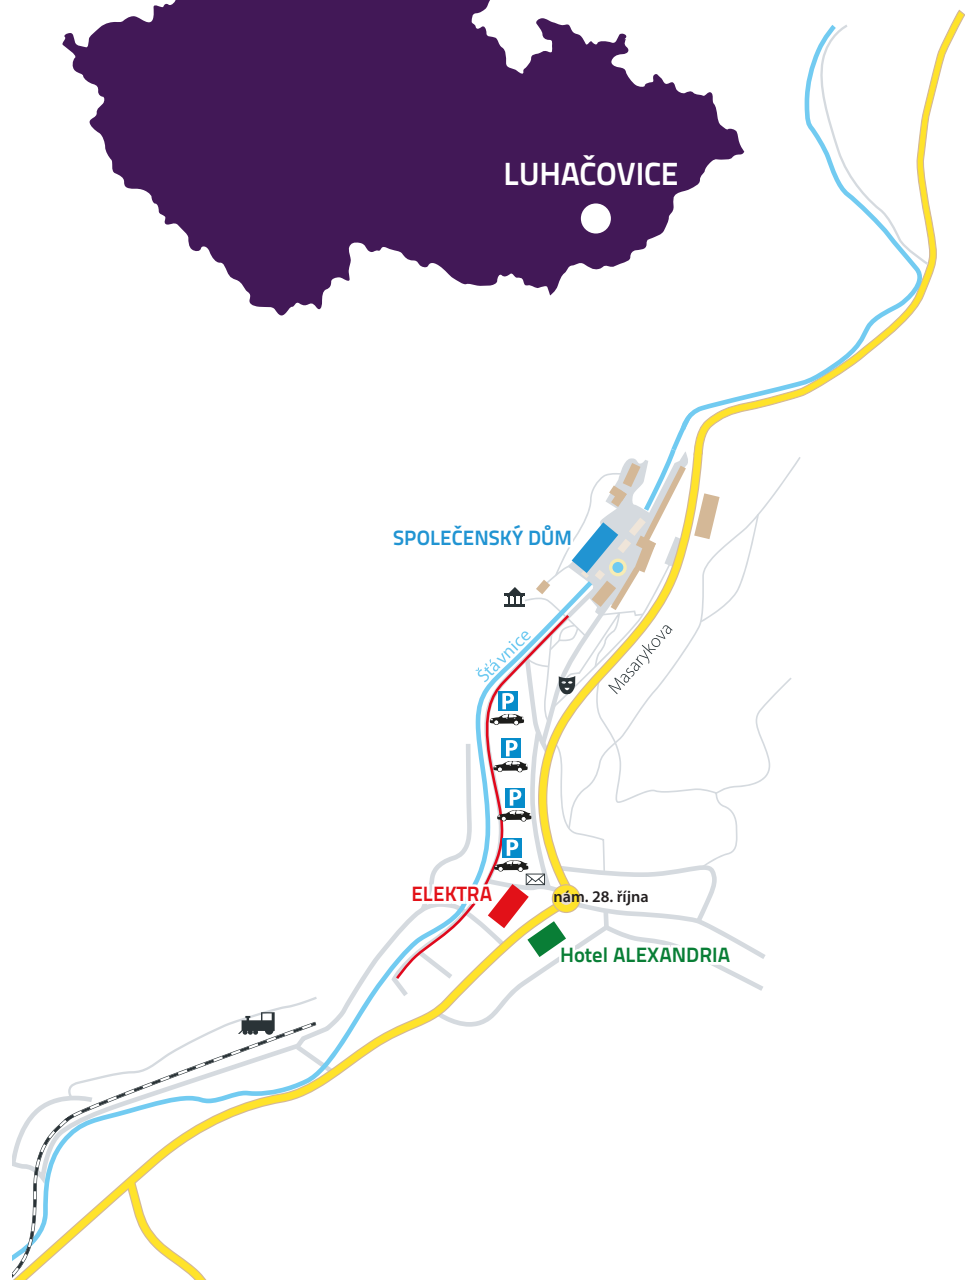 LUHAČOVICE
SPOLEČENSKÝ DŮM
Šťávnice
Masarykova
P
P
P
P
ELEKTRA
nám. 28. října
Hotel ALEXANDRIA